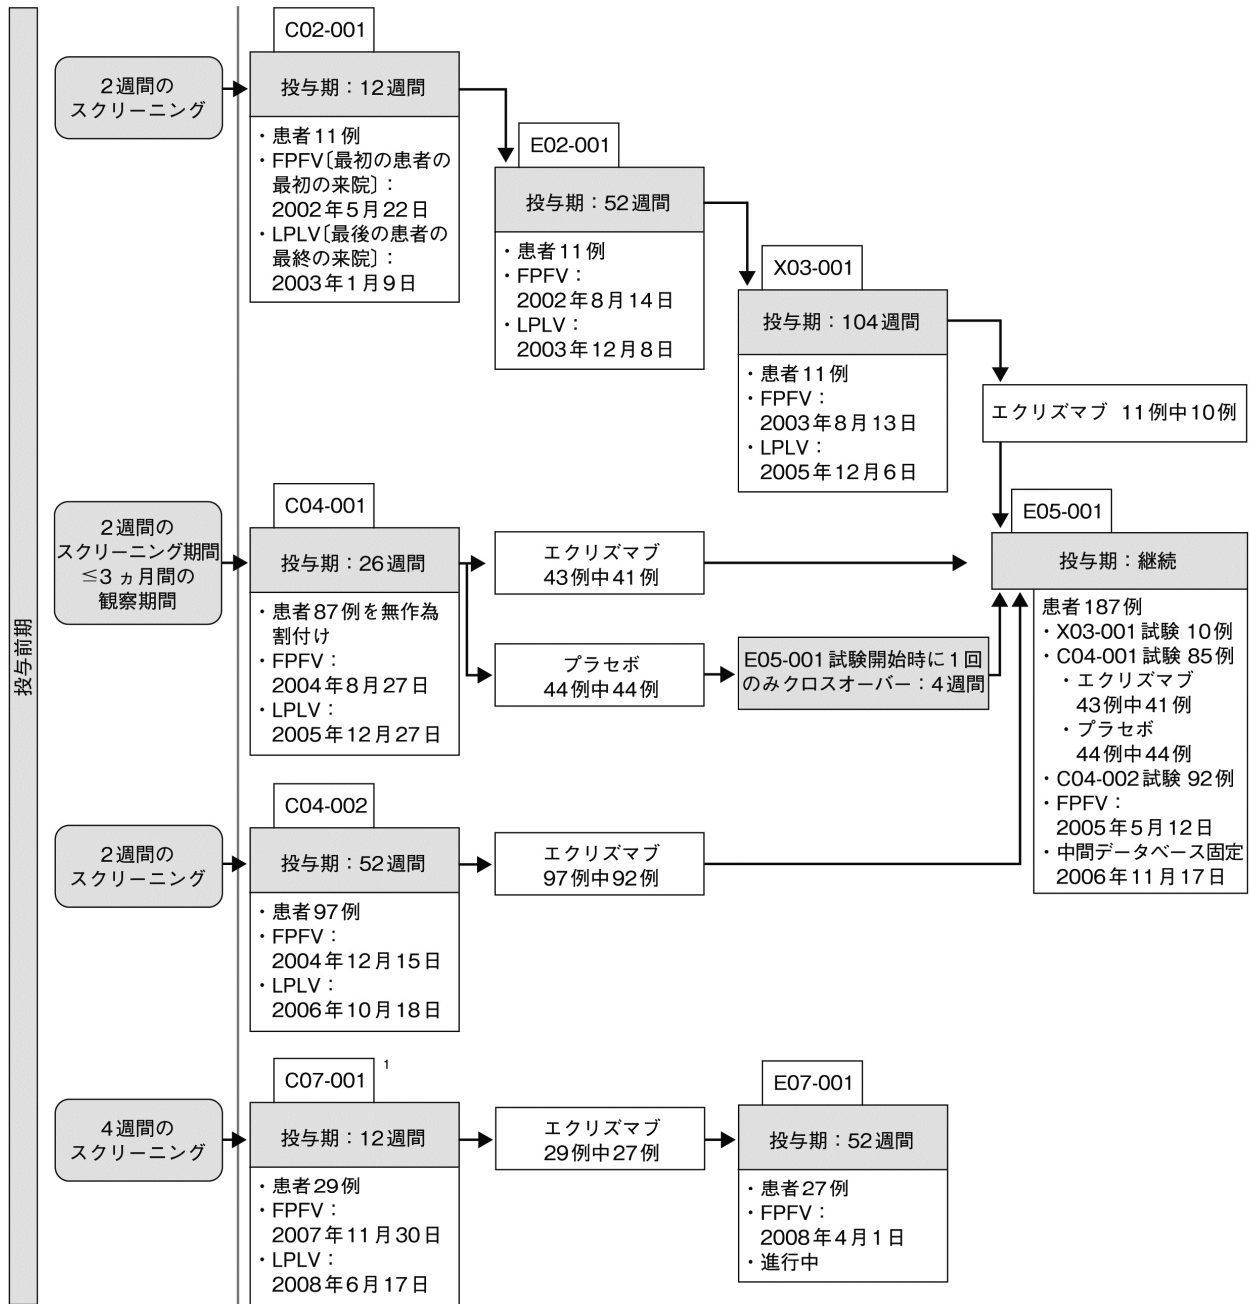 投与前期
C02-001
2週間の
スクリーニング
投与期：12週間
・患者11例
・FPFV〔最初の患者の
最初の来院〕：
2002年5月22日
・LPLV〔最後の患者の
最終の来院〕：
2003年1月9日
E02-001
投与期：52週間
・患者11例
・FPFV：
2002年8月14日
・LPLV：
2003年12月8日
X03-001
投与期：104週間
・患者11例
・FPFV：
2003年8月13日
・LPLV：
2005年12月6日
エクリズマブ 11例中10例
C04-001
2週間の
スクリーニング期間
≦3ヵ月間の
観察期間
投与期：26週間
・患者87例を無作為
割付け
・FPFV：
2004年8月27日
・LPLV：
2005年12月27日
エクリズマブ
43例中41例
プラセボ
44例中44例
E05-001試験開始時に1回
のみクロスオーバー：4週間
E05-001
投与期：継続
患者187例
・X03-001試験 10例
・C04-001試験 85例
・エクリズマブ
43例中41例
・プラセボ
44例中44例
・C04-002試験 92例
・FPFV：
2005年5月12日
・中間データベース固定
2006年11月17日
C04-002
2週間の
スクリーニング
投与期：52週間
・患者97例
・FPFV：
2004年12月15日
・LPLV：
2006年10月18日
エクリズマブ
97例中92例
C07-001 1
4週間の
スクリーニング
投与期：12週間
・患者29例
・FPFV：
2007年11月30日
・LPLV：
2008年6月17日
エクリズマブ
29例中27例
E07-001
投与期：52週間
・患者27例
・FPFV：
2008年4月1日
・進行中